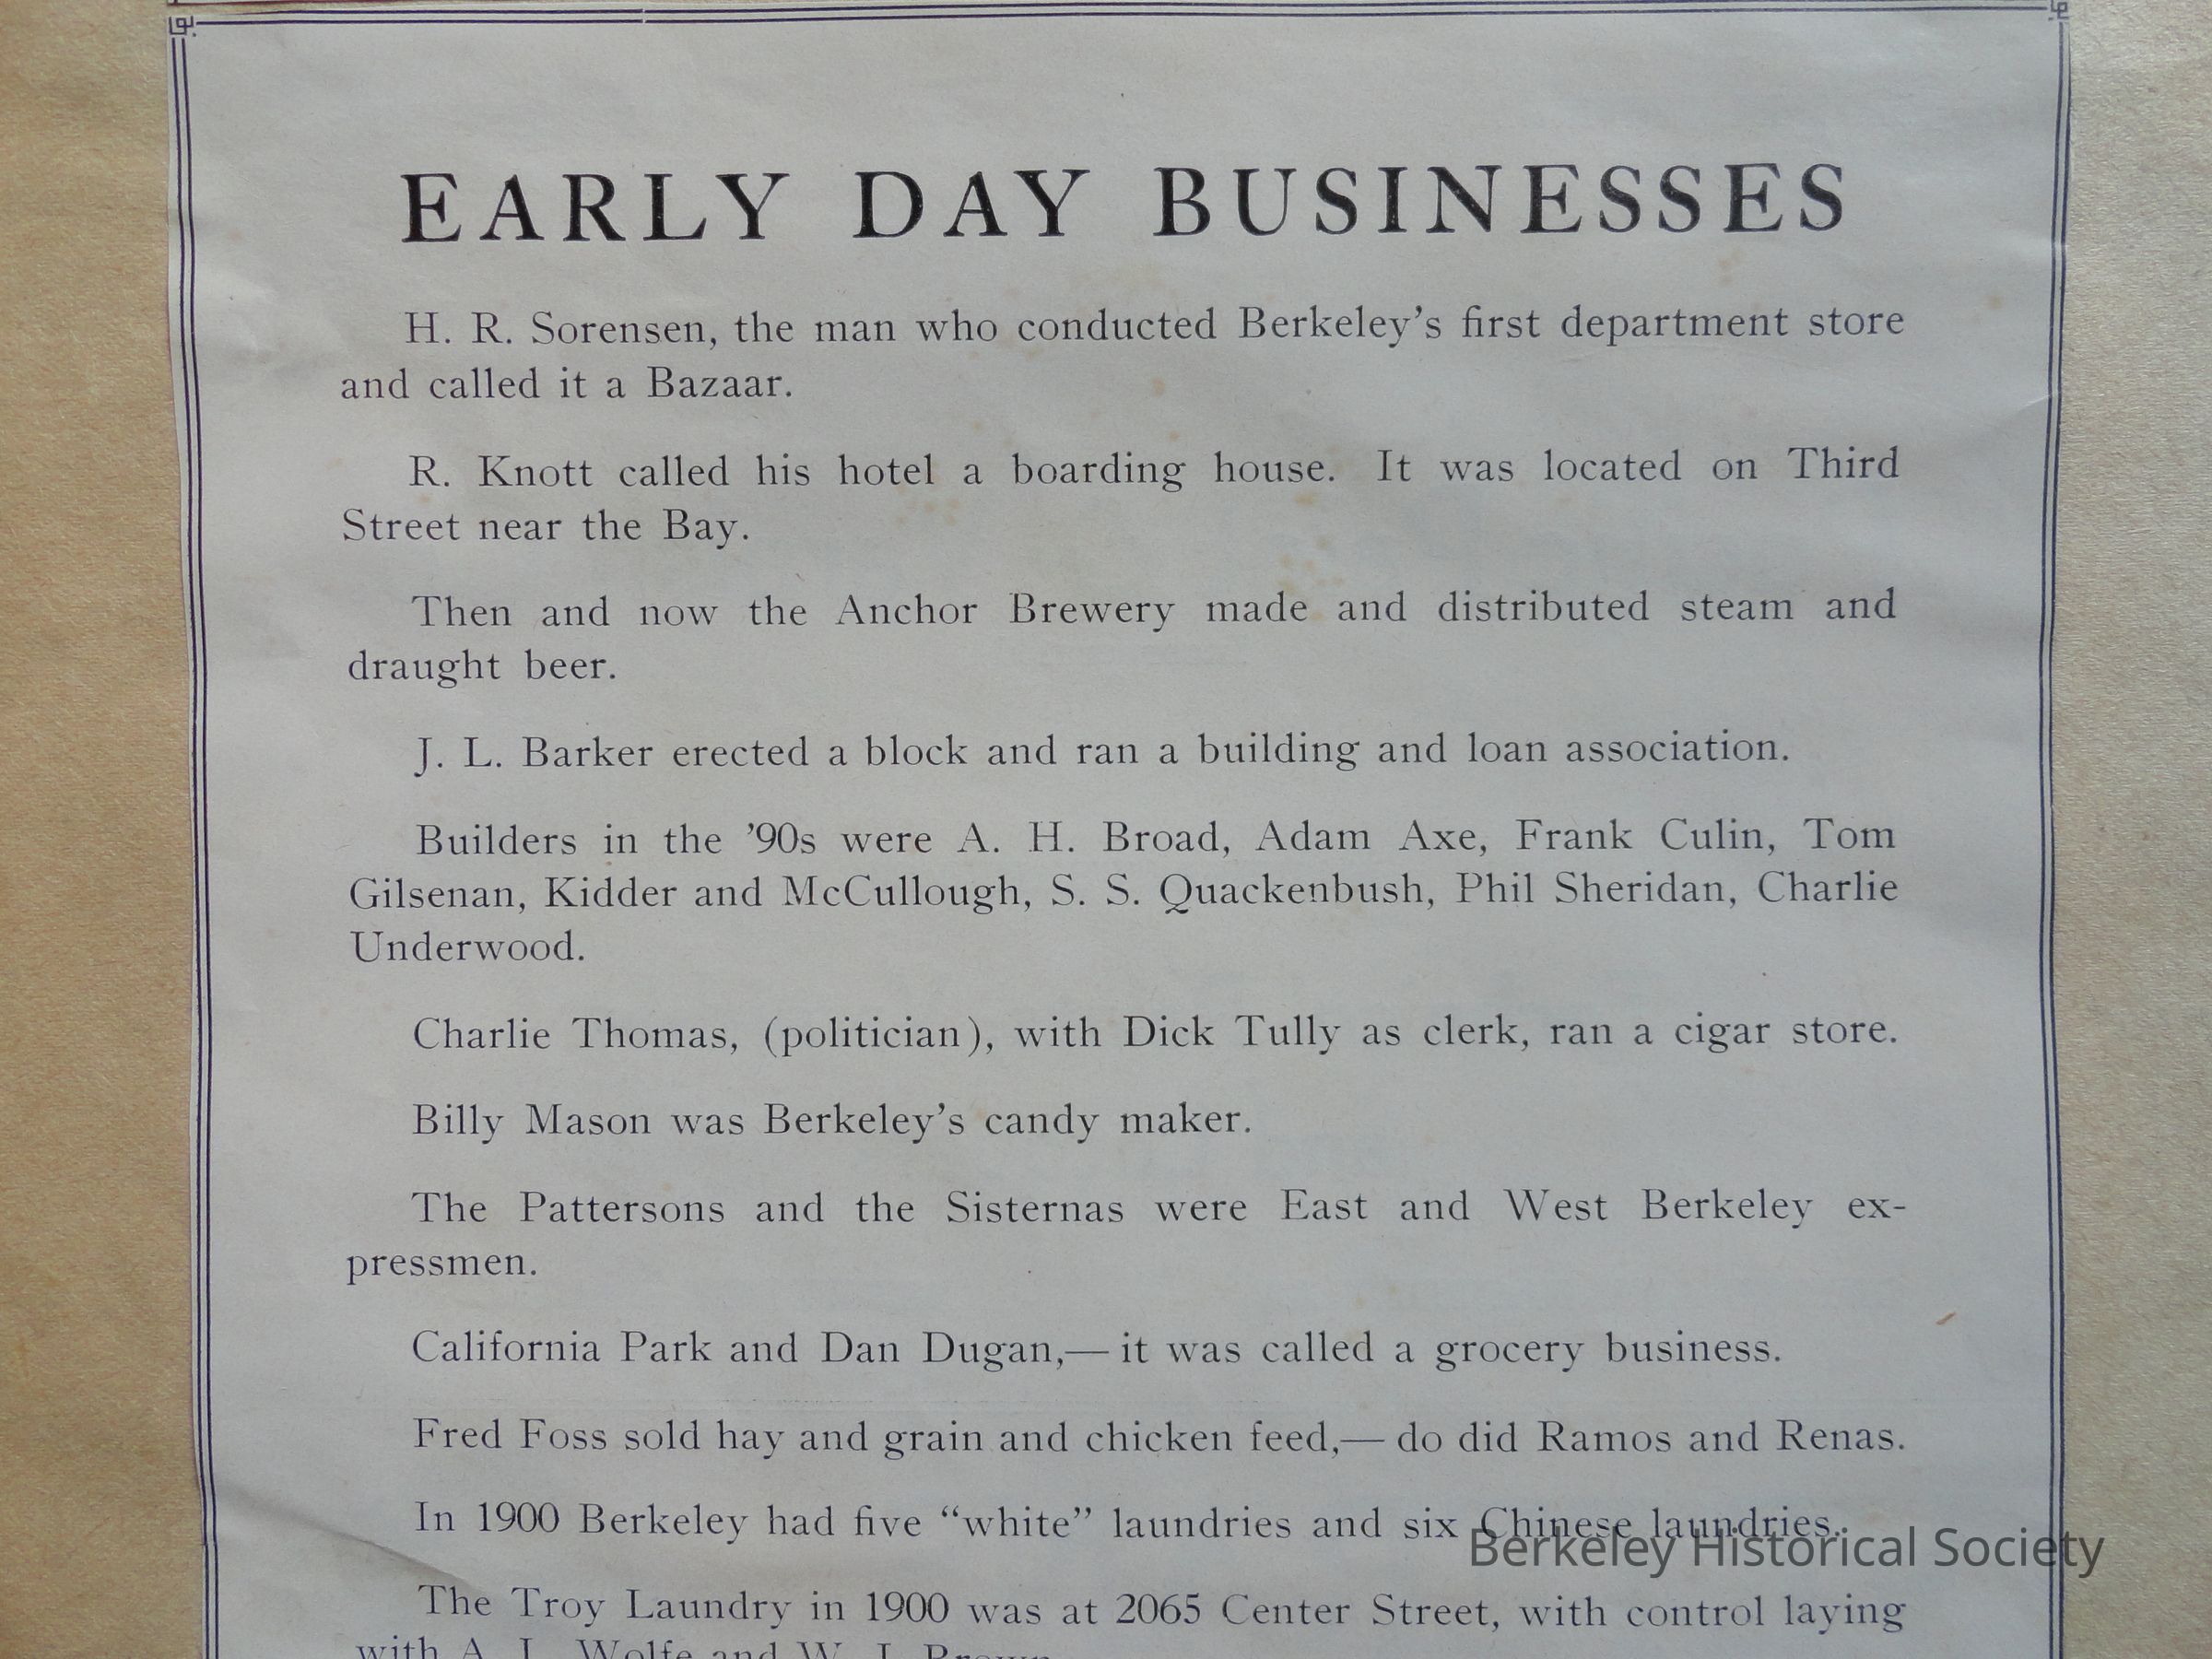 EARLY DAY BUSINESSES
H. R. Sorensen, the man who conducted Berkeley's first department store
and called it a Bazaar.
R. Knott called his hotel a boarding house. It was located on Third
Street near the Bay.
Then and now the Anchor Brewery made and distributed steam and
draught beer.
J. L. Barker erected a block and ran a building and loan association.
Builders in the '90s were A. H. Broad, Adam Axe, Frank Culin, Tom
Gilsenan, Kidder and McCullough, S. S. Quackenbush, Phil Sheridan, Charlie
Underwood.
Charlie Thomas, (politician), with Dick Tully as clerk, ran a cigar store.
Billy Mason was Berkeley's candy maker.
The Pattersons and the Sisternas were East and West Berkeley ex-
pressmen.
California Park and Dan Dugan,— it was called a grocery business.
Fred Foss sold hay and grain and chicken feed,— do did Ramos and Renas.
In 1900 Berkeley had five “white” laundries and six Chinese laundries.
Berkeley Historical Society
The Troy Laundry in 1900 was at 2065 Center Street, with control laying
with A. L. Wolfe and W. J. Brown